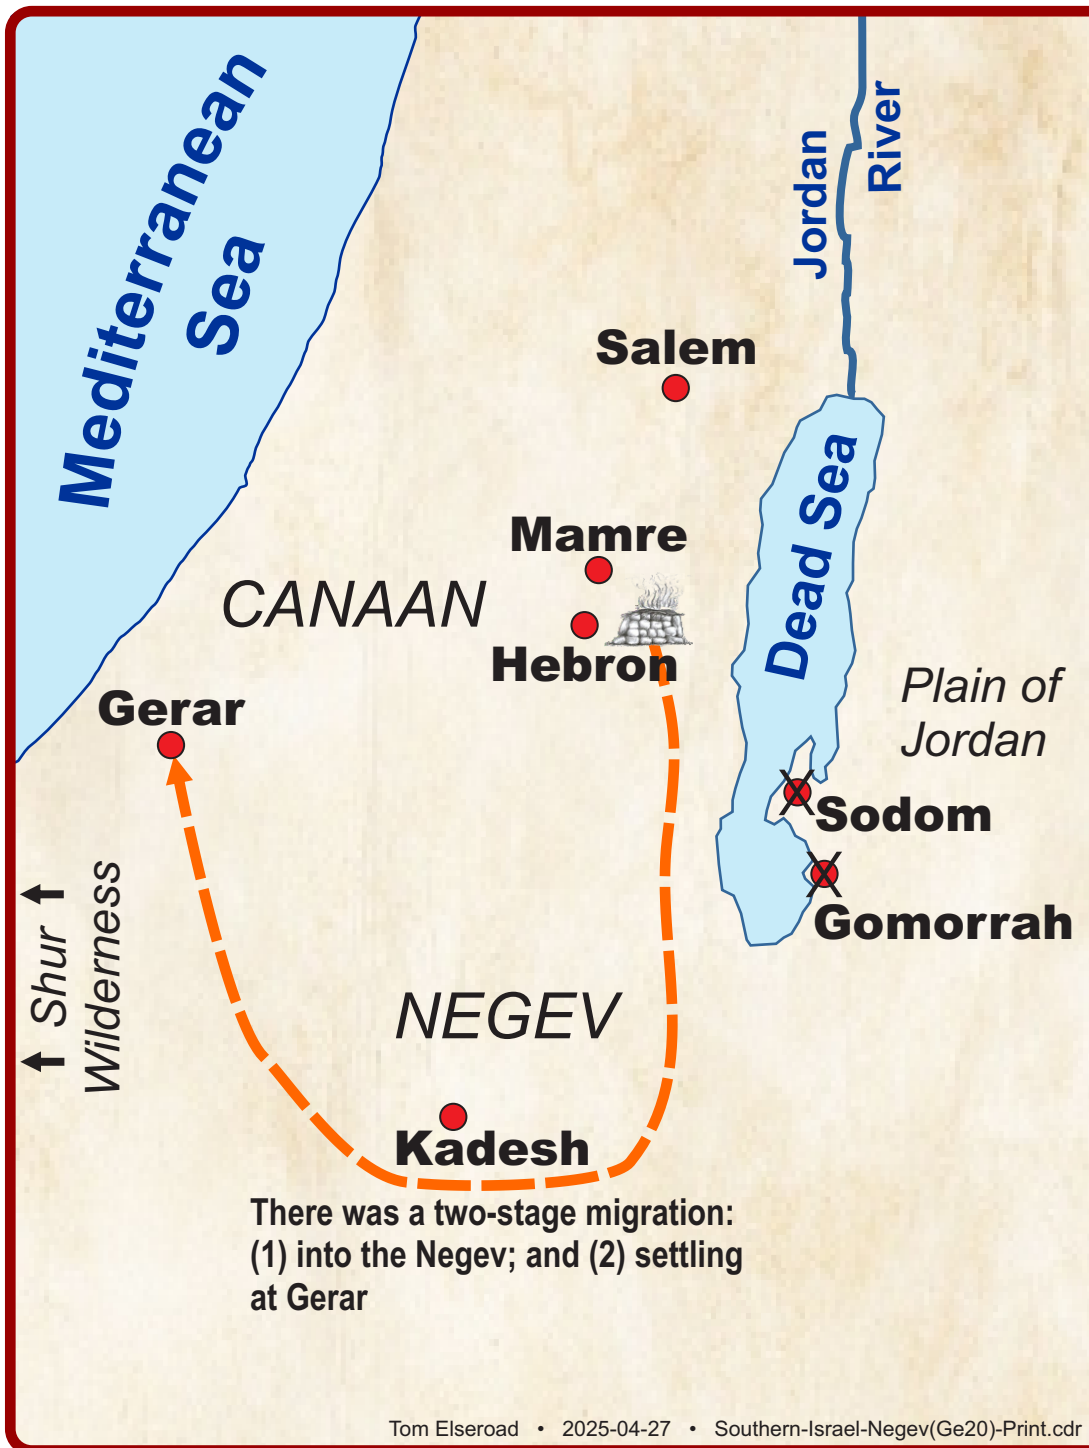 Mediterranean
Sea
Jordan
River
Salem
Dead Sea
Mamre
CANAAN
Hebron
Plain of
Jordan
Gerar
Sodom
Gomorrah
Shur
Wilderness
NEGEV
Kadesh
There was a two-stage migration:
(1) into the Negev; and (2) settling
at Gerar
Tom Elseroad • 2025-04-27 • Southern-Israel-Negev(Ge20)-Print.cdr